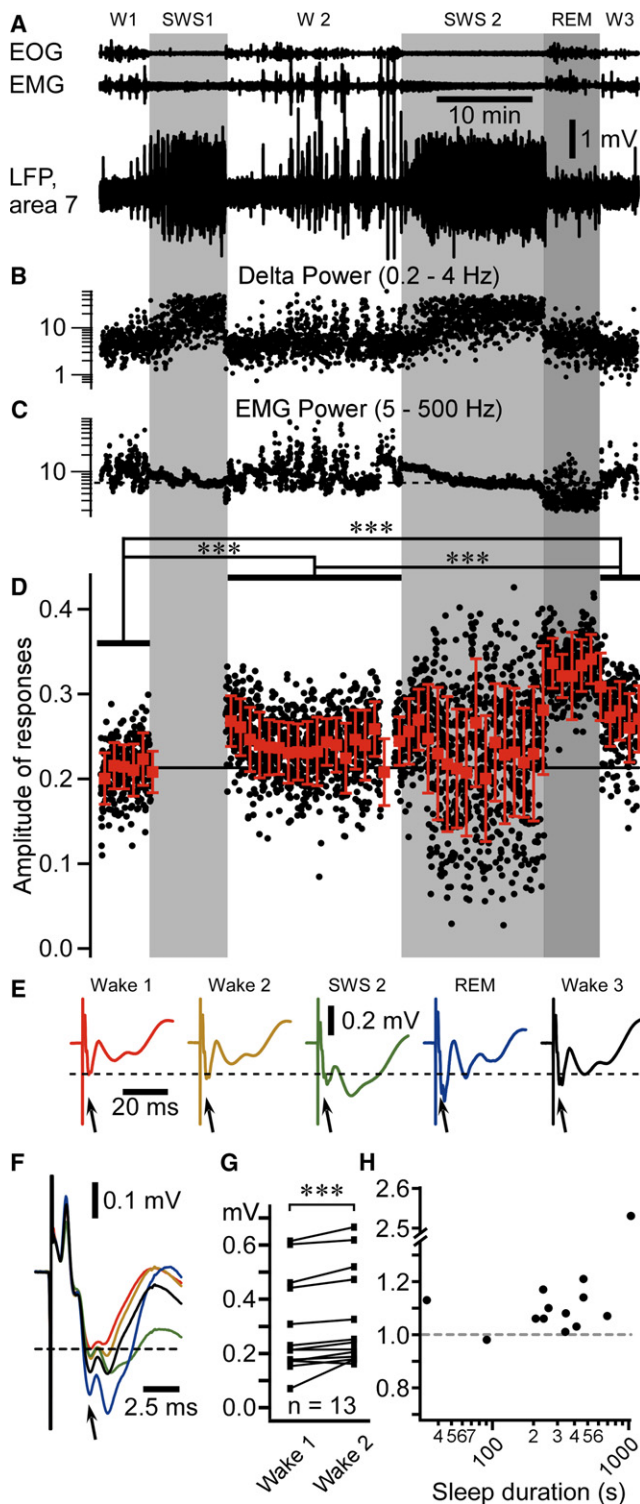 W1 SWS1 W 2 SWS 2 REM W3
A
EOG
EMG
10 min
1 mV
LFP,
area 7
B
Delta Power (0.2 - 4 Hz)
10
1
C
EMG Power (5 - 500 Hz)
10
***
*** ***
D
0.4
0.3
0.2
0.1
0.0
Amplitude of responses
E
Wake 1 Wake 2 SWS 2 REM Wake 3
0.2 mV
20 ms
F
0.1 mV
2.5 ms
G
***
mV
0.6
0.4
0.2
0.0
n = 13
Wake 1
Wake 2
H
2.6
2.5
1.2
1.0
0.8
4 567 100 2 3 4 56 1000
Sleep duration (s)